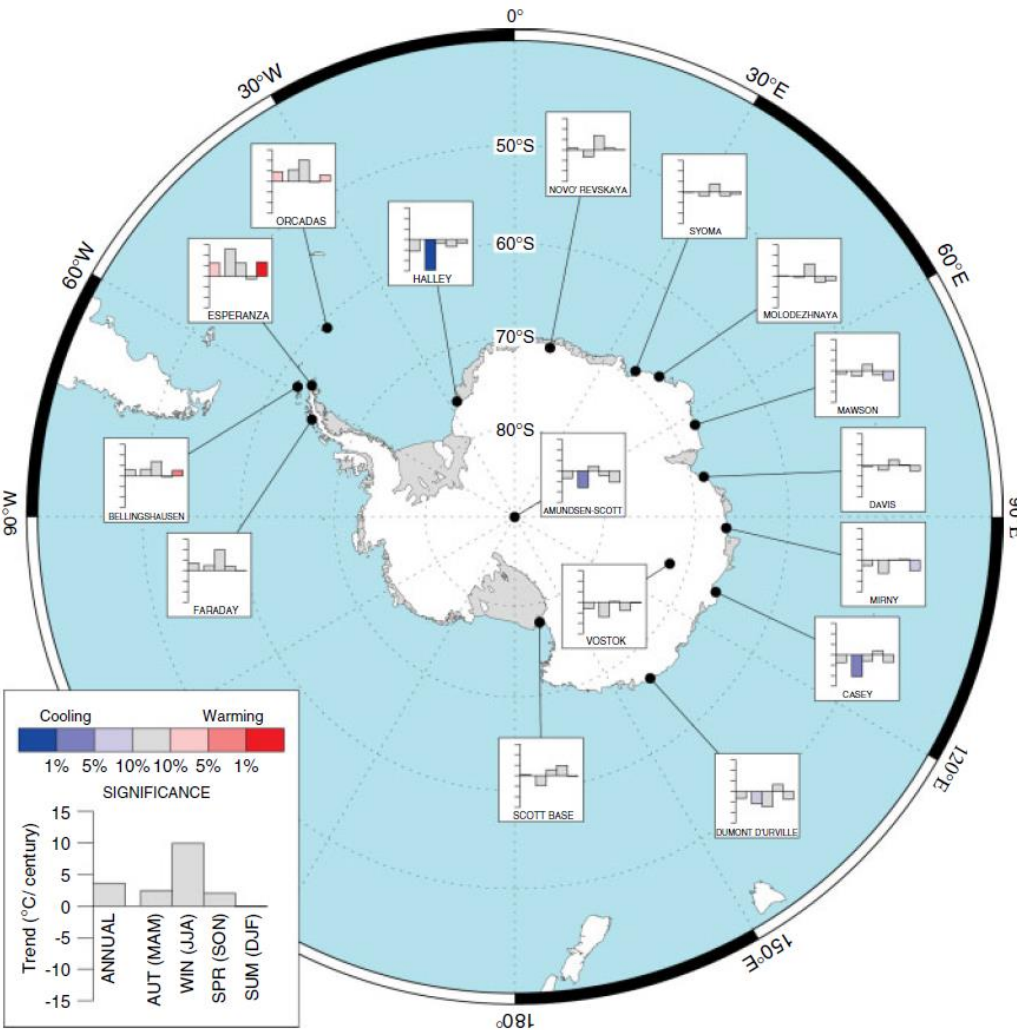 0°
30°W
30°E
50°S
NOVO' REVSKAYA
SYOMA
ORCADAS
60°W
60°S
60°E
HALLEY
ESPERANZA
MOLODEZHNAYA
70°S
MAWSON
80°S
AMUNDSEN-SCOTT
DAVIS
BELLINGSHAUSEN
90°W
90°E
MIRNY
FARADAY
VOSTOK
CASEY
SCOTT BASE
DUMONT D'URVILLE
120°E
150°E
180°
Cooling Warming
1% 5% 10% 10% 5% 1%
SIGNIFICANCE
Trend (°C/ century)
15
10
5
0
-5
-10
-15
ANNUAL
AUT (MAM)
WIN (JJA)
SPR (SON)
SUM (DJF)